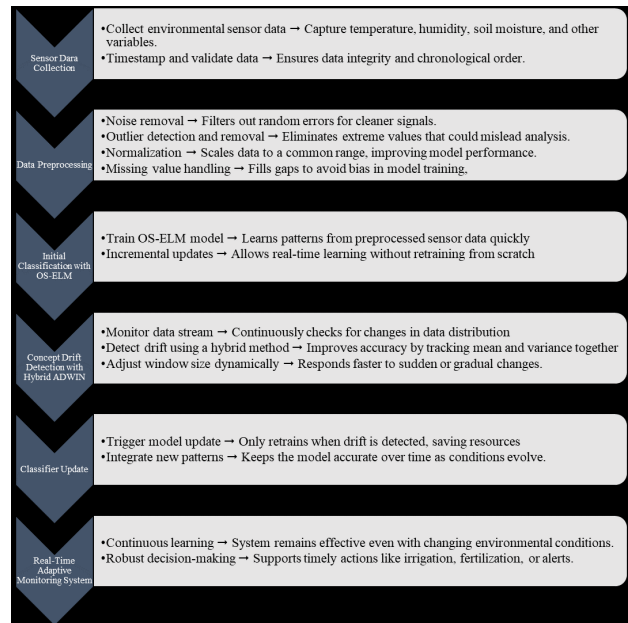 Sensor Dara
Collection
•Collect environmental sensor data → Capture temperature, humidity, soil moisture, and other
variables.
•Timestamp and validate data → Ensures data integrity and chronological order.
Data Preprocessing
•Noise removal → Filters out random errors for cleaner signals.
•Outlier detection and removal → Eliminates extreme values that could mislead analysis.
•Normalization → Scales data to a common range, improving model performance.
•Missing value handling → Fills gaps to avoid bias in model training,
Initial
Classification with
OS-ELM
•Train OS-ELM model → Learns patterns from preprocessed sensor data quickly
•Incremental updates → Allows real-time learning without retraining from scratch
Concept Drift
Detection with
Hybrid ADWIN
•Monitor data stream → Continuously checks for changes in data distribution
•Detect drift using a hybrid method → Improves accuracy by tracking mean and variance together
•Adjust window size dynamically → Responds faster to sudden or gradual changes.
Classifier Update
•Trigger model update → Only retrains when drift is detected, saving resources
•Integrate new patterns → Keeps the model accurate over time as conditions evolve.
Real-Time
Adaptive
Monitoring System
•Continuous learning → System remains effective even with changing environmental conditions.
•Robust decision-making → Supports timely actions like irrigation, fertilization, or alerts.